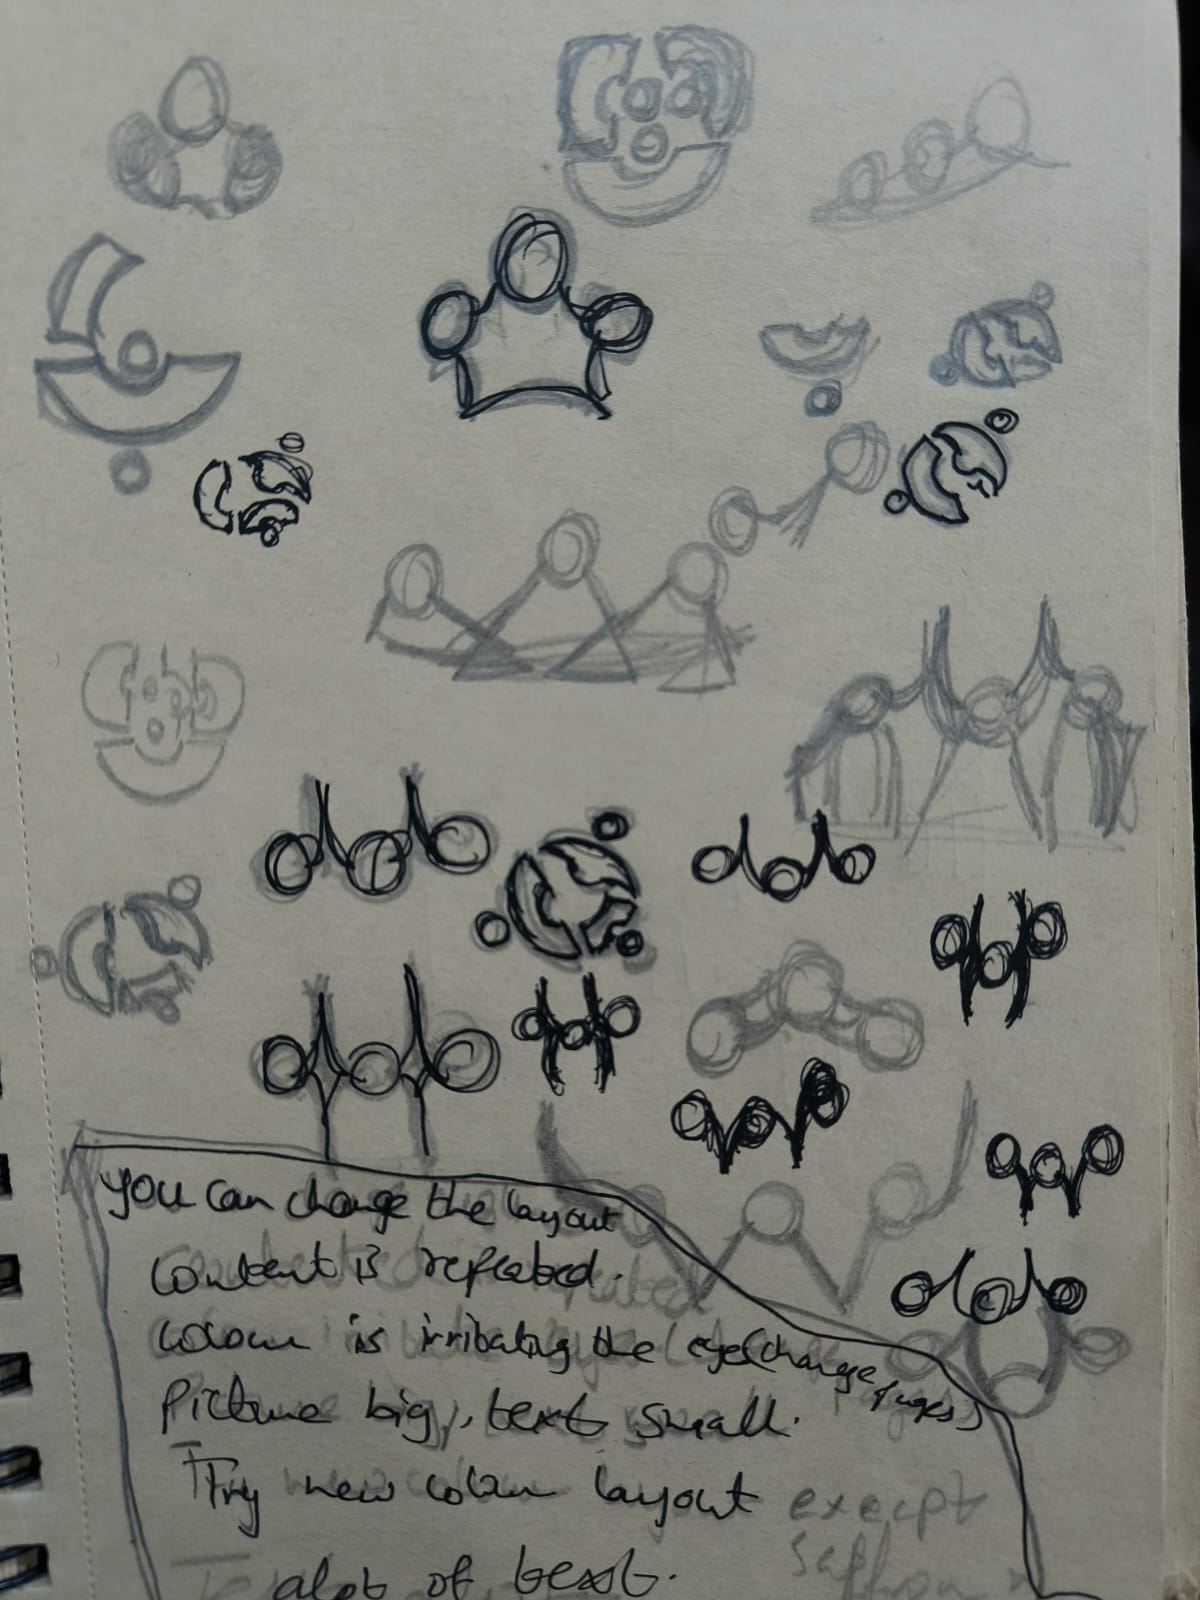 you can change the layout
Content is repeated.
Colour is irritating the eye (change pages)
Picture big, text small.
Try new colour layout except
alot of text.